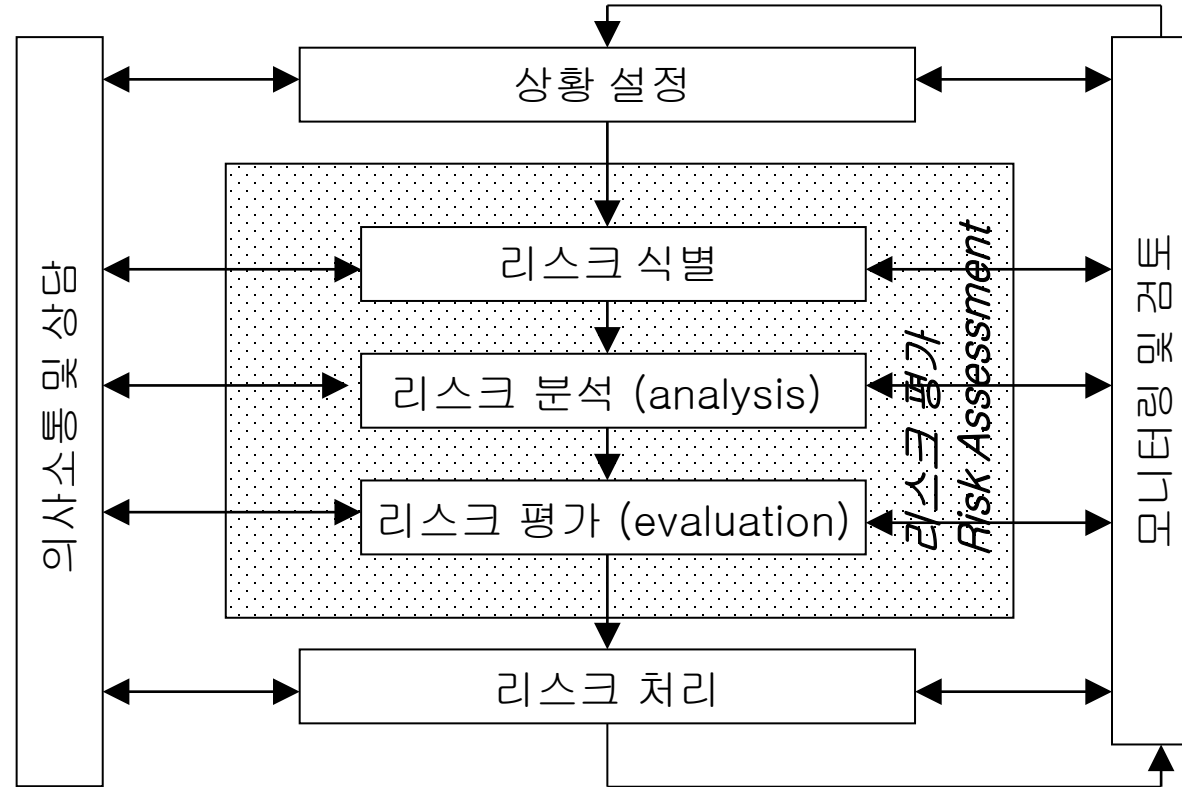 상황 설정
의사소통 및 상담
리스크 식별
리스크 분석 (analysis)
리스크 평가 (evaluation)
리스크 평가
Risk Assessment
모니터링 및 검토
리스크 처리